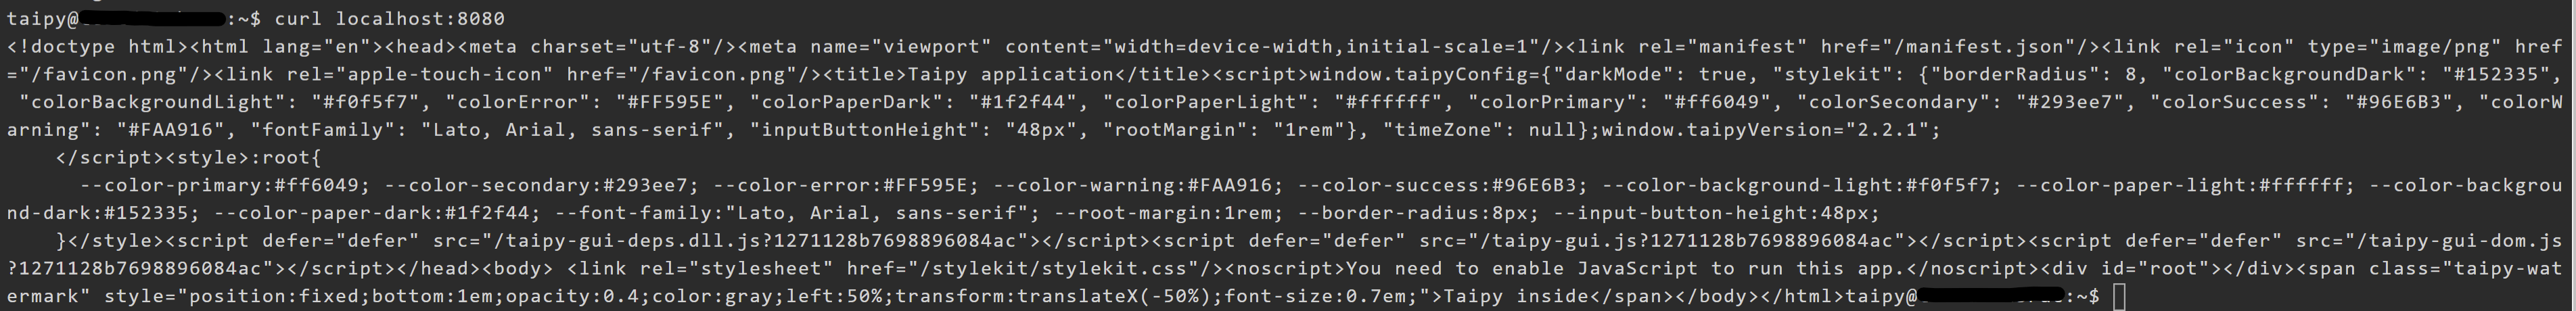 taipy@:~$ curl localhost:8080
<!doctype html><html lang="en"><head><meta charset="utf-8"/><meta name="viewport" content="width=device-width,initial-scale=1"/><link rel="manifest" href="/manifest.json"/><link rel="icon" type="image/png" href
="/favicon.png"/><link rel="apple-touch-icon" href="/favicon.png"/><title>Taipy application</title><script>window.taipyConfig={"darkMode": true, "stylekit": {"borderRadius": 8, "colorBackgroundDark": "#152335",
 "colorBackgroundLight": "#f0f5f7", "colorError": "#FF595E", "colorPaperDark": "#1f2f44", "colorPaperLight": "#ffffff", "colorPrimary": "#ff6049", "colorSecondary": "#293ee7", "colorSuccess": "#96E6B3", "colorW
arning": "#FAA916", "fontFamily": "Lato, Arial, sans-serif", "inputButtonHeight": "48px", "rootMargin": "1rem"}, "timeZone": null};window.taipyVersion="2.2.1";
    </script><style>:root{
      --color-primary:#ff6049; --color-secondary:#293ee7; --color-error:#FF595E; --color-warning:#FAA916; --color-success:#96E6B3; --color-background-light:#f0f5f7; --color-paper-light:#ffffff; --color-backgrou
nd-dark:#152335; --color-paper-dark:#1f2f44; --font-family:"Lato, Arial, sans-serif"; --root-margin:1rem; --border-radius:8px; --input-button-height:48px;
    }</style><script defer="defer" src="/taipy-gui-deps.dll.js?1271128b7698896084ac"></script><script defer="defer" src="/taipy-gui.js?1271128b7698896084ac"></script><script defer="defer" src="/taipy-gui-dom.js
?1271128b7698896084ac"></script></head><body> <link rel="stylesheet" href="/stylekit/stylekit.css"/><noscript>You need to enable JavaScript to run this app.</noscript><div id="root"></div><span class="taipy-wat
ermark" style="position:fixed;bottom:1em;opacity:0.4;color:gray;left:50%;transform:translateX(-50%);font-size:0.7em;">Taipy inside</span></body></html>taipy@:~$